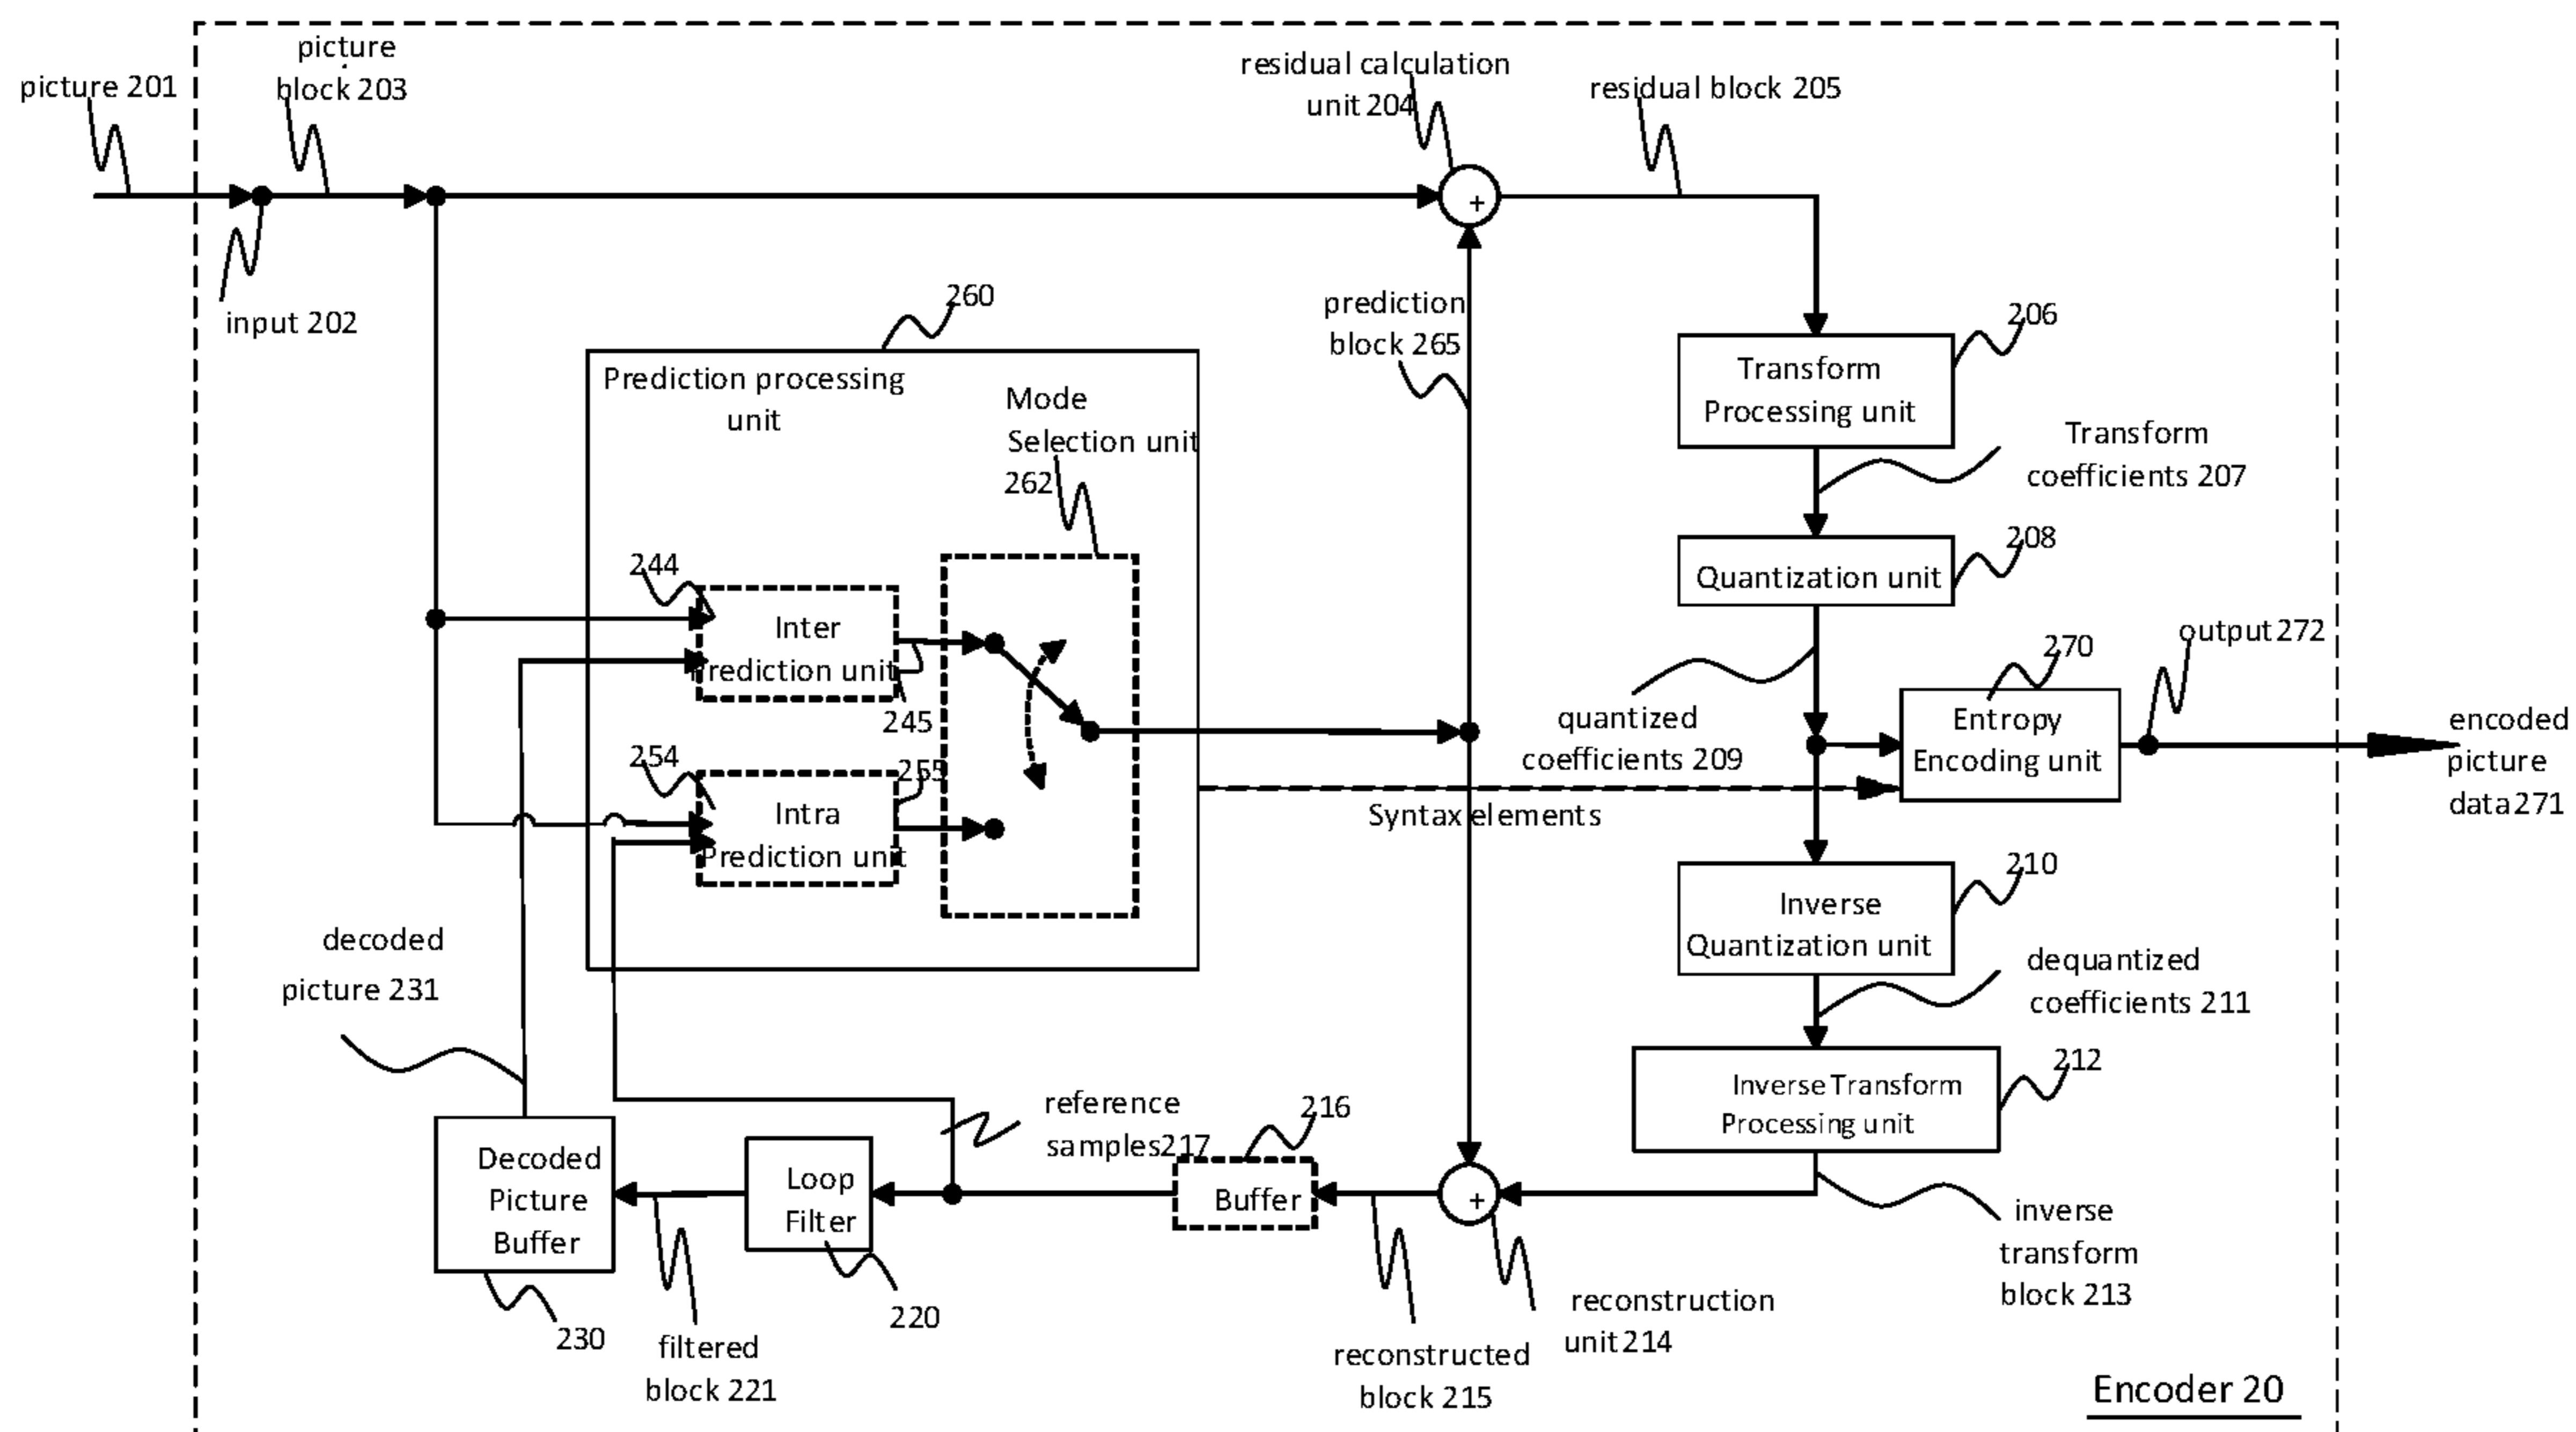 picture 201
picture
block 203
input 202
residual calculation
unit 204
+
residual block 205
prediction
block 265
260
Prediction processing
unit
Mode
Selection unit
262
244
Inter
Prediction unit
245
254
Intra
Prediction unit
255
206
Transform
Processing unit
Transform
coefficients 207
208
Quantization unit
quantized
coefficients 209
270
Entropy
Encoding unit
output 272
encoded
picture
data 271
Syntax elements
210
Inverse
Quantization unit
dequantized
coefficients 211
212
Inverse Transform
Processing unit
inverse
transform
block 213
+
reconstruction
unit 214
reconstructed
block 215
216
Buffer
reference
samples 217
Loop
Filter
220
filtered
block 221
Decoded
Picture
Buffer
230
decoded
picture 231
Encoder 20